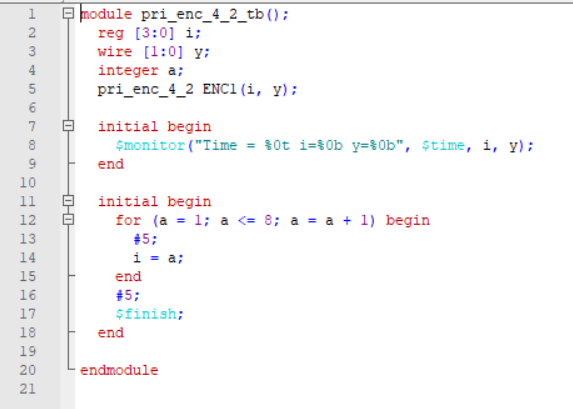 1 module pri_enc_4_2_tb();
2 reg [3:0] i;
3 wire [1:0] y;
4 integer a;
5 pri_enc_4_2 ENC1(i, y);
6
7 initial begin
8 $monitor("Time = %0t i=%0b y=%0b", $time, i, y);
9 end
10
11 initial begin
12 for (a = 1; a <= 8; a = a + 1) begin
13 #5;
14 i = a;
15 end
16 #5;
17 $finish;
18 end
19
20 endmodule
21